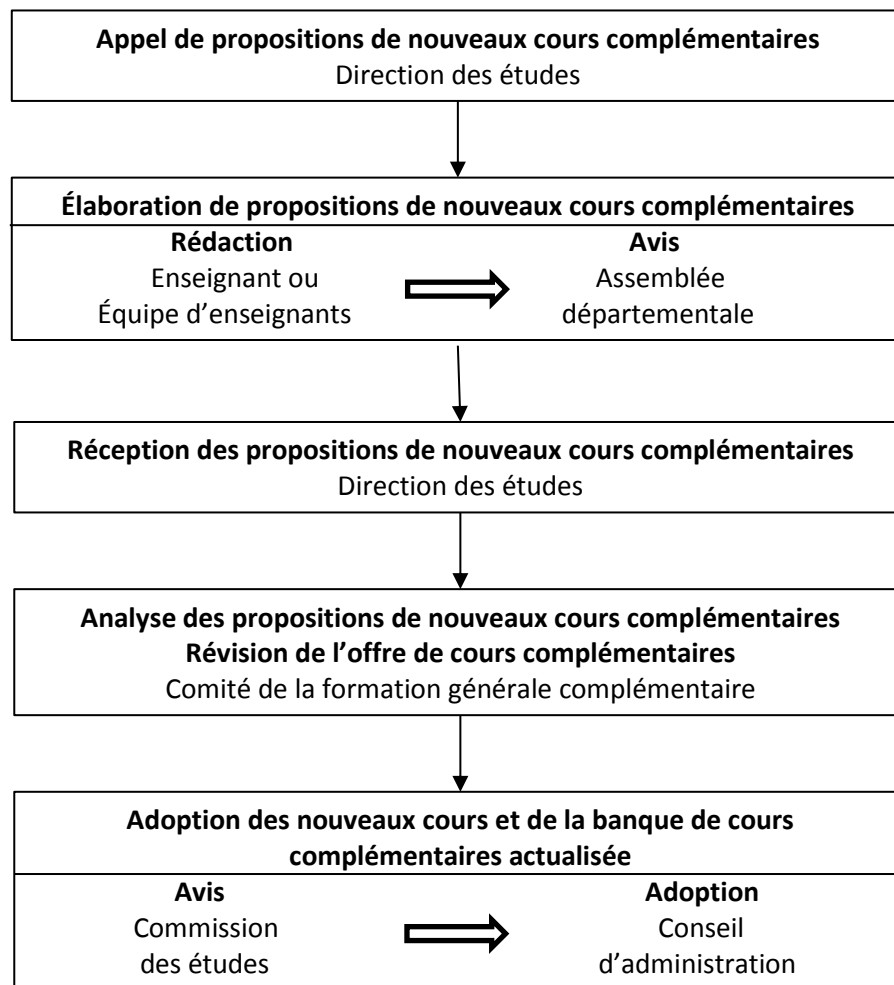 Appel de propositions de nouveaux cours complémentaires
Direction des études
Élaboration de propositions de nouveaux cours complémentaires
Rédaction
Enseignant ou
Équipe d’enseignants
Avis
Assemblée
départementale
Réception des propositions de nouveaux cours complémentaires
Direction des études
Analyse des propositions de nouveaux cours complémentaires
Révision de l’offre de cours complémentaires
Comité de la formation générale complémentaire
Adoption des nouveaux cours et de la banque de cours
complémentaires actualisée
Avis
Commission
des études
Adoption
Conseil
d’administration